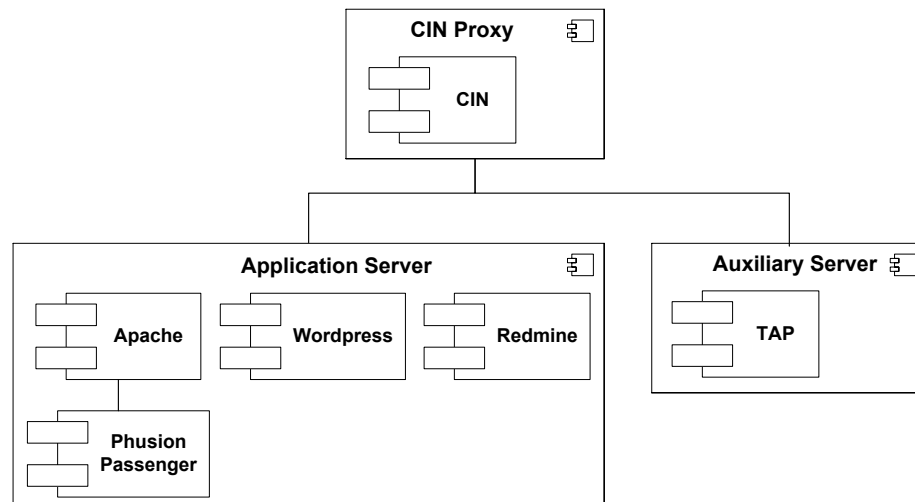 CIN Proxy
CIN
Application Server
Auxiliary Server
Apache
Wordpress
Redmine
TAP
Phusion
Passenger